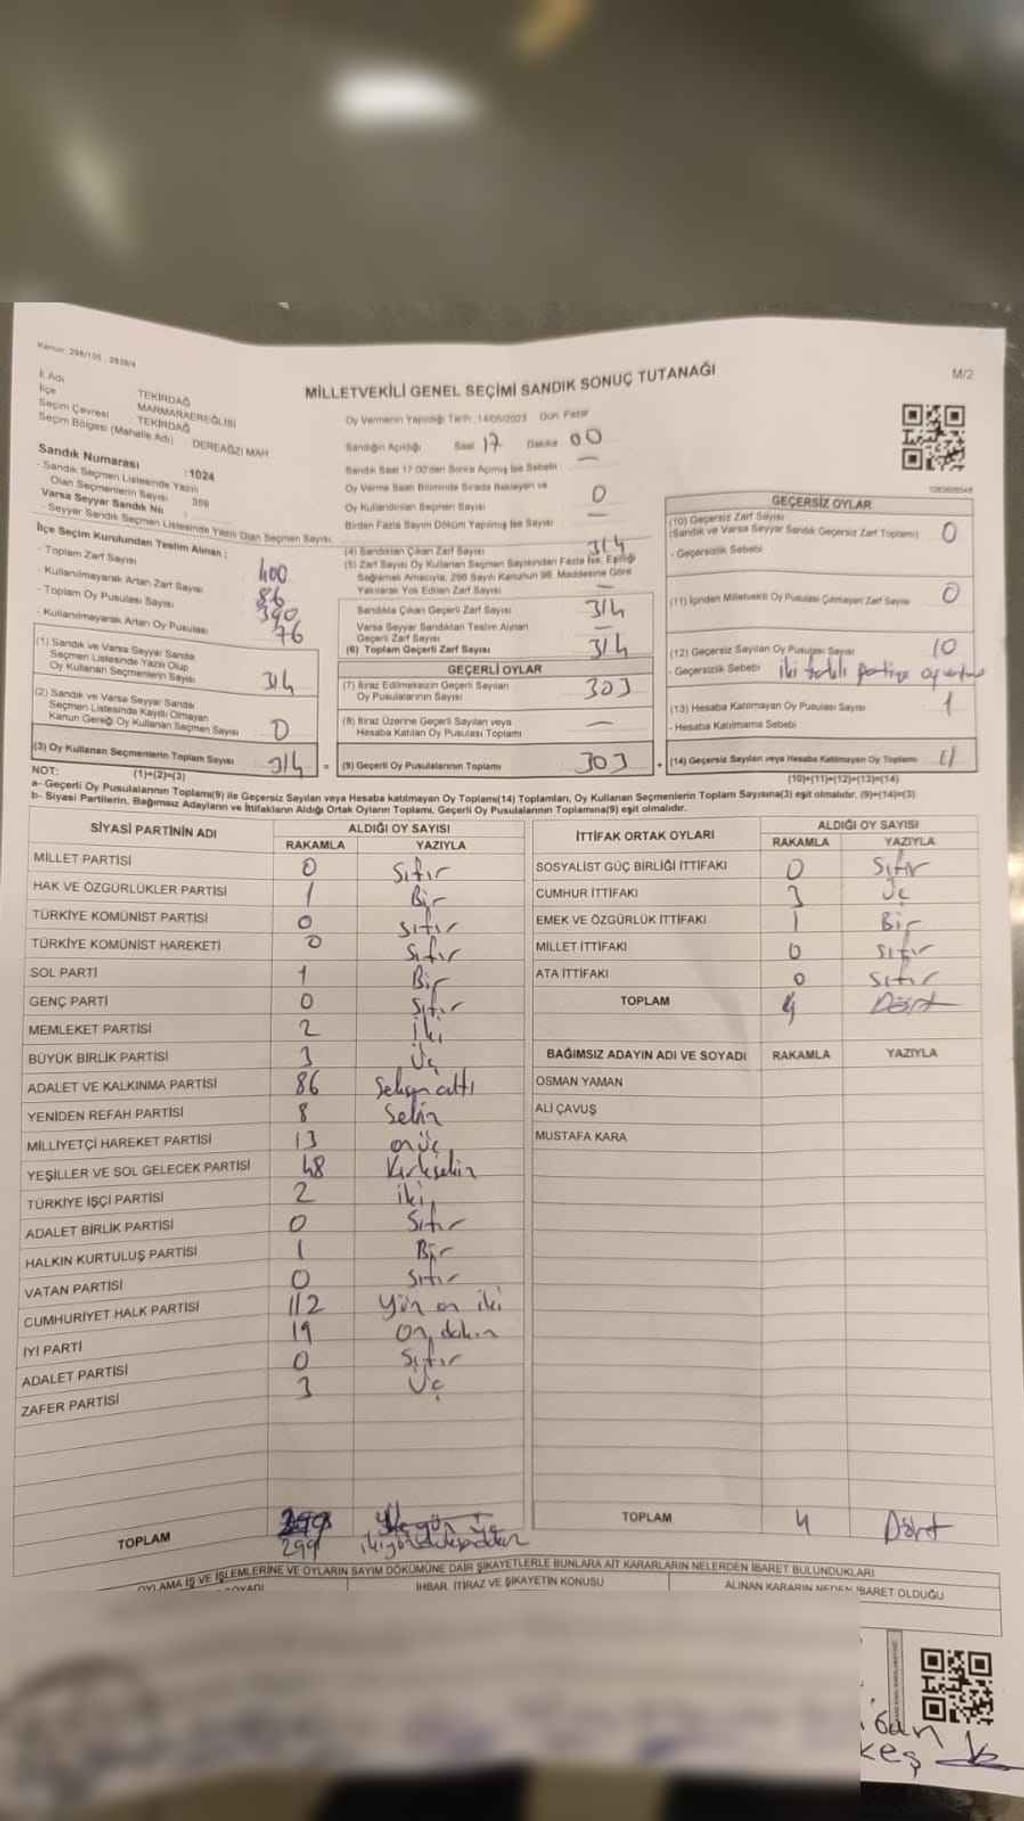 MİLLETVEKİLİ GENEL SEÇİMİ SANDIK SONUÇ TUTANAĞI
M/2
İl Adı : TEKİRDAĞ
İlçe : MARMARAEREĞLİSİ
Seçim Çevresi : TEKİRDAĞ
Seçim Bölgesi (Mahalle Adı) : DEREAĞZI MAH
Sandık Numarası : 1024
- Sandık Seçmen Listesinde Yazılı
Olan Seçmenlerin Sayısı
Varsa Seyyar Sandık No :
- Seyyar Sandık Seçmen Listesinde Yazılı Olan Seçmen Sayısı:
İlçe Seçim Kurulundan Teslim Alınan :
- Toplam Zarf Sayısı 400
- Kullanılmayarak Artan Zarf Sayısı 86
- Toplam Oy Pusulası Sayısı 390
- Kullanılmayarak Artan Oy Pusulası 76
(1) Sandık ve Varsa Seyyar Sandık
Seçmen Listesinde Yazılı Olup
Oy Kullanan Seçmenlerin Sayısı 314
(2) Sandık ve Varsa Seyyar Sandık
Seçmen Listesinde Kayıtlı Olmayan
Kanun Gereği Oy Kullanan Seçmen Sayısı 0
(3) Oy Kullanan Seçmenlerin Toplam Sayısı 314
(1)+(2)=(3)
Oy Vermenin Yapıldığı Tarih :14/05/2023 Gün: Pazar
Sandığın Açıldığı Saat 17 Dakika 00
Sandık Saat 17:00'den Sonra Açılmış İse Sebebi —
Oy Verme Saati Bitiminde Sırada Bekleyen ve
Oy Kullandırılan Seçmen Sayısı 0
Birden Fazla Sayım Döküm Yapılmış İse Sayısı —
(4) Sandıktan Çıkan Zarf Sayısı 314
(5) Zarf Sayısı Oy Kullanan Seçmen Sayısından Fazla İse, Eşitliği
Sağlamak Amacıyla, 298 Sayılı Kanunun 98. Maddesine Göre
Yakılarak Yok Edilen Zarf Sayısı —
Sandıkta Çıkan Geçerli Zarf Sayısı 314
Varsa Seyyar Sandıktan Teslim Alınan
Geçerli Zarf Sayısı —
(6) Toplam Geçerli Zarf Sayısı 314
GEÇERLİ OYLAR
(7) İtiraz Edilmeksizin Geçerli Sayılan
Oy Pusulalarının Sayısı 303
(8) İtiraz Üzerine Geçerli Sayılan veya
Hesaba Katılan Oy Pusulası Toplamı —
= (9) Geçerli Oy Pusulalarının Toplamı 303
GEÇERSİZ OYLAR
(10) Geçersiz Zarf Sayısı
(Sandık ve Varsa Seyyar Sandık Geçersiz Zarf Toplamı) 0
- Geçersizlik Sebebi
(11) İçinden Milletvekili Oy Pusulası Çıkmayan Zarf Sayısı 0
(12) Geçersiz Sayılan Oy Pusulası Sayısı 10
- Geçersizlik Sebebi iki farklı partiye oy
(13) Hesaba Katılmayan Oy Pusulası Sayısı 1
- Hesaba Katılmama Sebebi
+ (14) Geçersiz Sayılan veya Hesaba Katılmayan Oy Toplamı 11
(10)+(11)+(12)+(13)=(14)
NOT:
a- Geçerli Oy Pusulalarının Toplamı(9) ile Geçersiz Sayılan veya Hesaba katılmayan Oy Toplamı(14) Toplamları, Oy Kullanan Seçmenlerin Toplam Sayısına(3) eşit olmalıdır. (9)+(14)=(3)
b- Siyasi Partilerin, Bağımsız Adayların ve İttifakların Aldığı Ortak Oyların Toplamı, Geçerli Oy Pusulalarının Toplamına(9) eşit olmalıdır.
SİYASİ PARTİNİN ADI ALDIĞI OY SAYISI
RAKAMLA YAZIYLA
MİLLET PARTİSİ 0 Sıfır
HAK VE ÖZGÜRLÜKLER PARTİSİ 1 Bir
TÜRKİYE KOMÜNİST PARTİSİ 0 Sıfır
TÜRKİYE KOMÜNİST HAREKETİ 0 Sıfır
SOL PARTİ 1 Bir
GENÇ PARTİ 0 Sıfır
MEMLEKET PARTİSİ 2 İki
BÜYÜK BİRLİK PARTİSİ 3 Üç
ADALET VE KALKINMA PARTİSİ 86 Seksen altı
YENİDEN REFAH PARTİSİ 8 Sekiz
MİLLİYETÇİ HAREKET PARTİSİ 13 onüç
YEŞİLLER VE SOL GELECEK PARTİSİ 48 Kırksekiz
TÜRKİYE İŞÇİ PARTİSİ 2 iki
ADALET BİRLİK PARTİSİ 0 Sıfır
HALKIN KURTULUŞ PARTİSİ 1 Bir
VATAN PARTİSİ 0 Sıfır
CUMHURİYET HALK PARTİSİ 112 Yüz on iki
İYİ PARTİ 19 On dokuz
ADALET PARTİSİ 0 Sıfır
ZAFER PARTİSİ 3 Üç
TOPLAM 299
İTTİFAK ORTAK OYLARI ALDIĞI OY SAYISI
RAKAMLA YAZIYLA
SOSYALİST GÜÇ BİRLİĞİ İTTİFAKI 0 Sıfır
CUMHUR İTTİFAKI 3 Üç
EMEK VE ÖZGÜRLÜK İTTİFAKI 1 Bir
MİLLET İTTİFAKI 0 Sıfır
ATA İTTİFAKI 0 Sıfır
TOPLAM 4 Dört
BAĞIMSIZ ADAYIN ADI VE SOYADI RAKAMLA YAZIYLA
OSMAN YAMAN
ALİ ÇAVUŞ
MUSTAFA KARA
TOPLAM 4 Dört
OYLAMA İŞ VE İŞLEMLERİNE VE OYLARIN SAYIM DÖKÜMÜNE DAİR ŞİKAYETLERLE BUNLARA AİT KARARLARIN NELERDEN İBARET BULUNDUKLARI
İHBAR, İTİRAZ VE ŞİKAYETİN KONUSU
ALINAN KARARIN NEDEN İBARET OLDUĞU